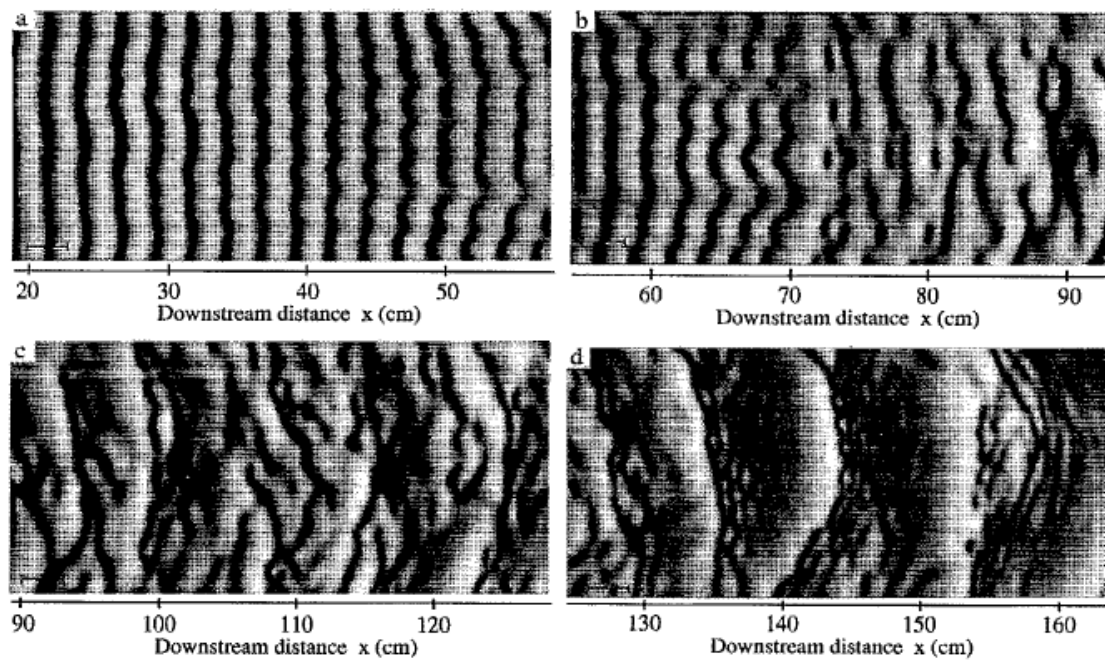 a
20 30 40 50
Downstream distance x (cm)
b
60 70 80 90
Downstream distance x (cm)
c
90 100 110 120
Downstream distance x (cm)
d
130 140 150 160
Downstream distance x (cm)